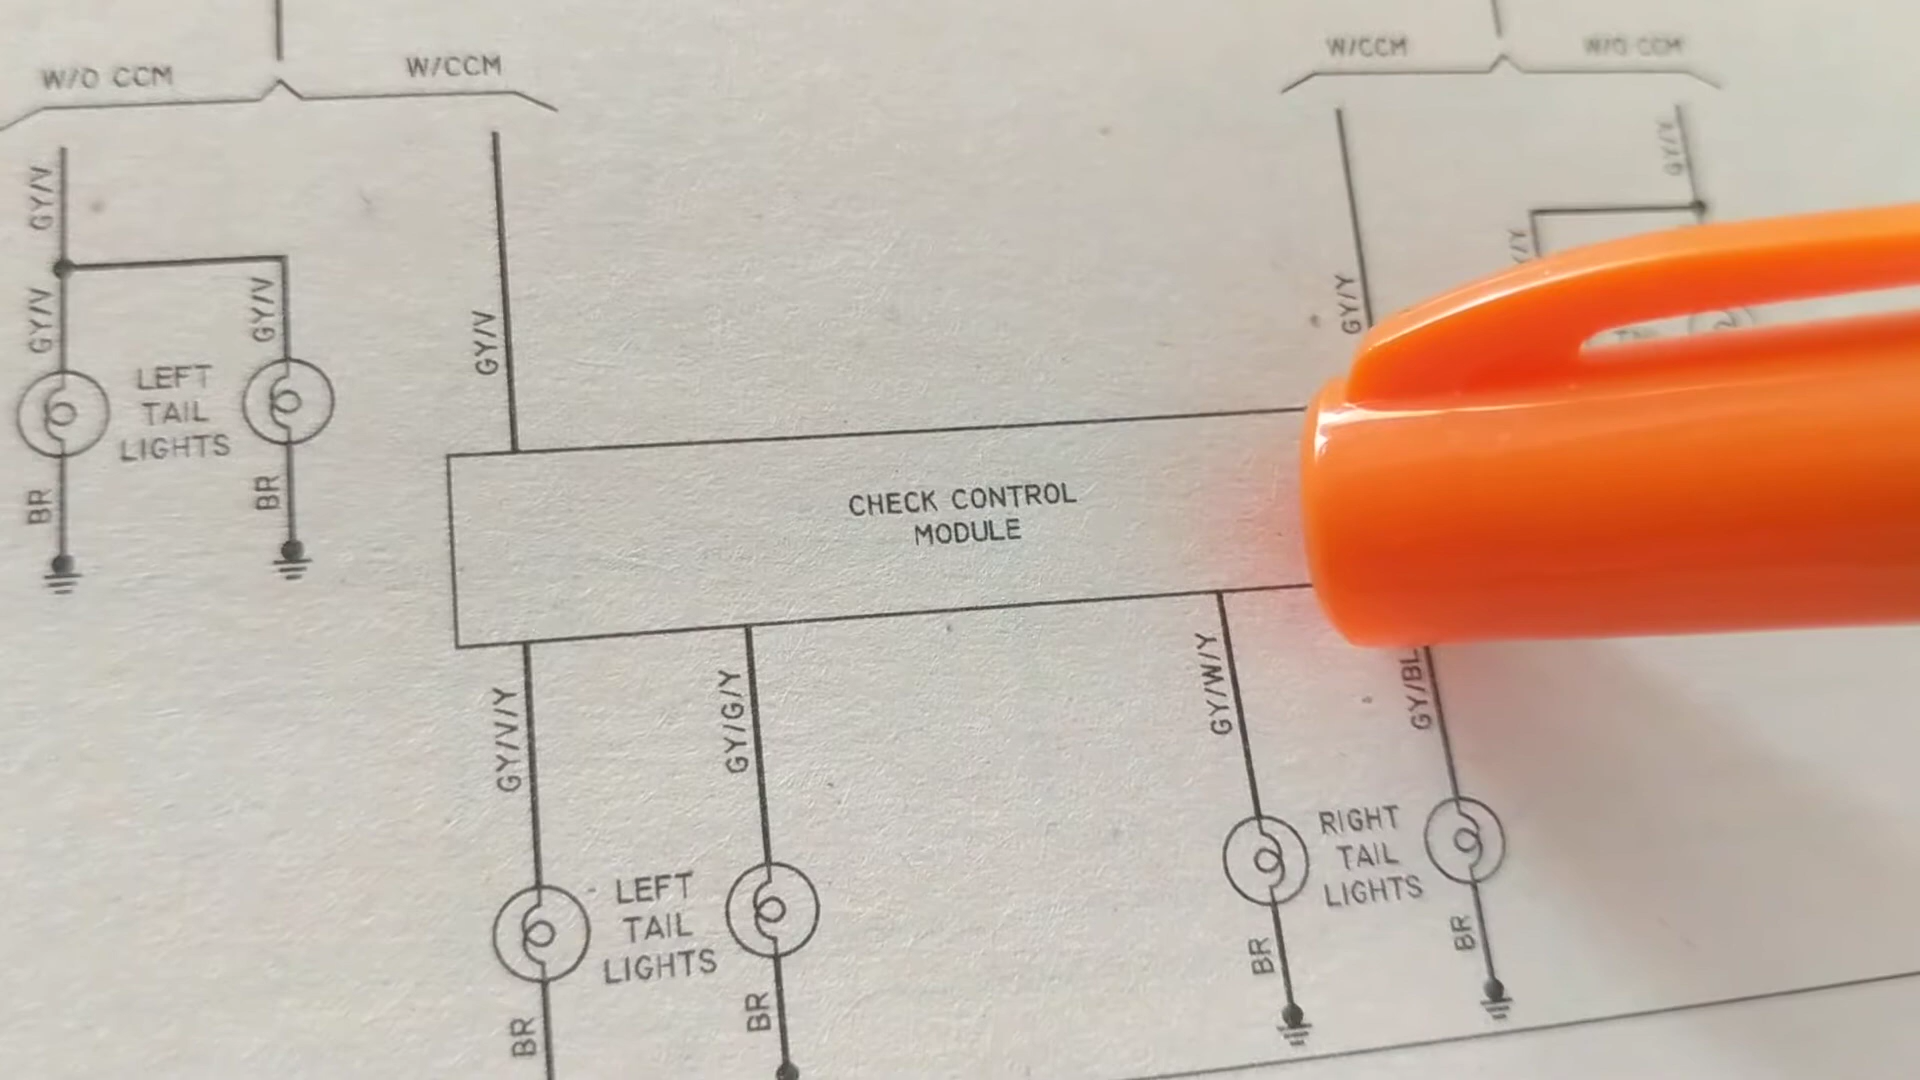 W/O CCM
W/CCM
W/CCM
W/O CCM
GY/V
GY/Y
GY/V
GY/V
GY/V
GY/Y
LEFT
TAIL
LIGHTS
BR
BR
CHECK CONTROL
MODULE
GY/V/Y
GY/G/Y
GY/W/Y
GY/BL
LEFT
TAIL
LIGHTS
RIGHT
TAIL
LIGHTS
BR
BR
BR
BR